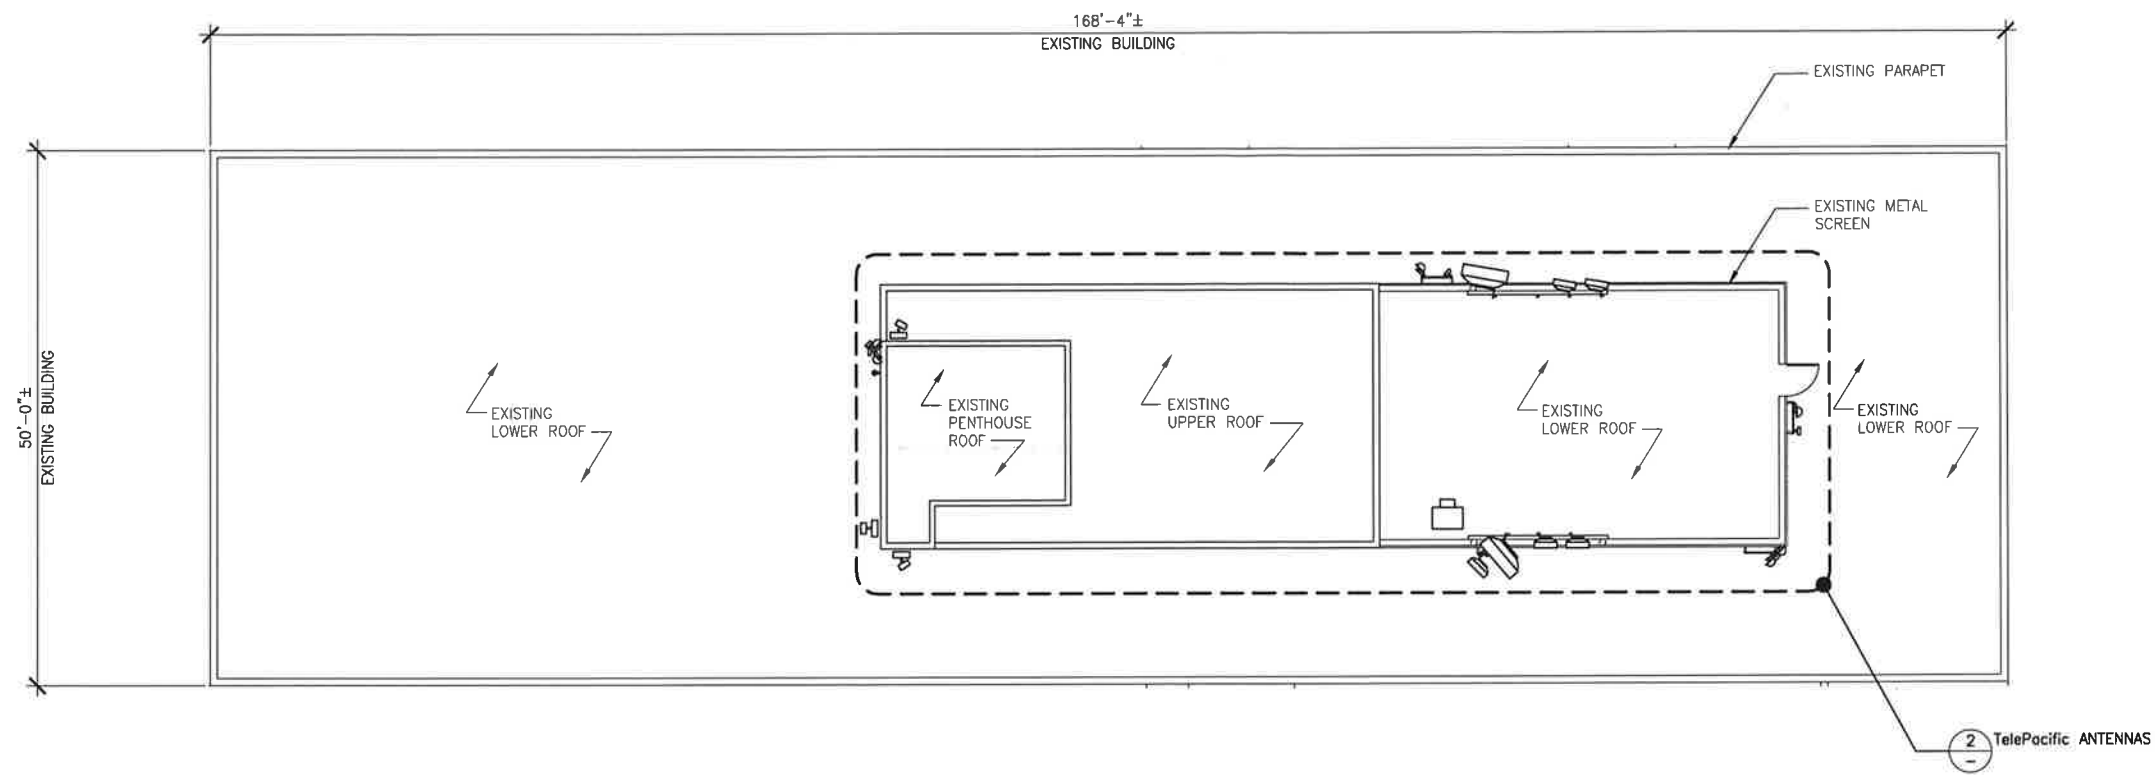 168'-4"±
EXISTING BUILDING
EXISTING PARAPET
EXISTING METAL
SCREEN
50'-0"±
EXISTING BUILDING
EXISTING
LOWER ROOF
EXISTING
PENTHOUSE
ROOF
EXISTING
UPPER ROOF
EXISTING
LOWER ROOF
EXISTING
LOWER ROOF
2
-
TelePacific ANTENNAS